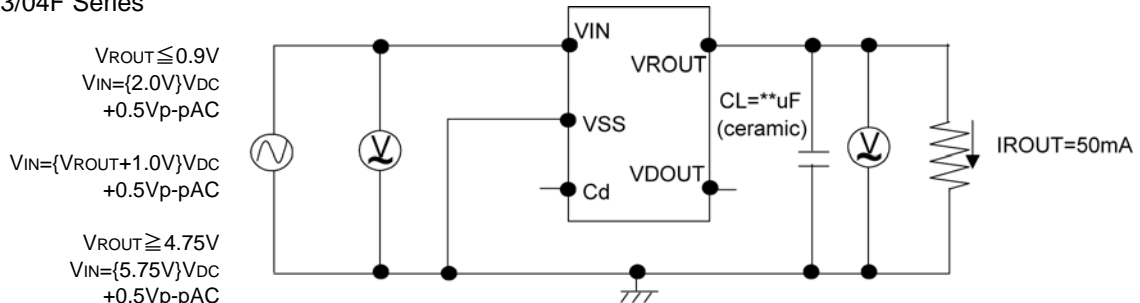 3/04F Series
VROUT≦0.9V
VIN={2.0V}VDC
+0.5Vp-pAC
VIN={VROUT+1.0V}VDC
+0.5Vp-pAC
VROUT≧4.75V
VIN={5.75V}VDC
+0.5Vp-pAC
V
VIN
VROUT
VSS
VDOUT
Cd
CL=**uF
(ceramic)
V
IROUT=50mA